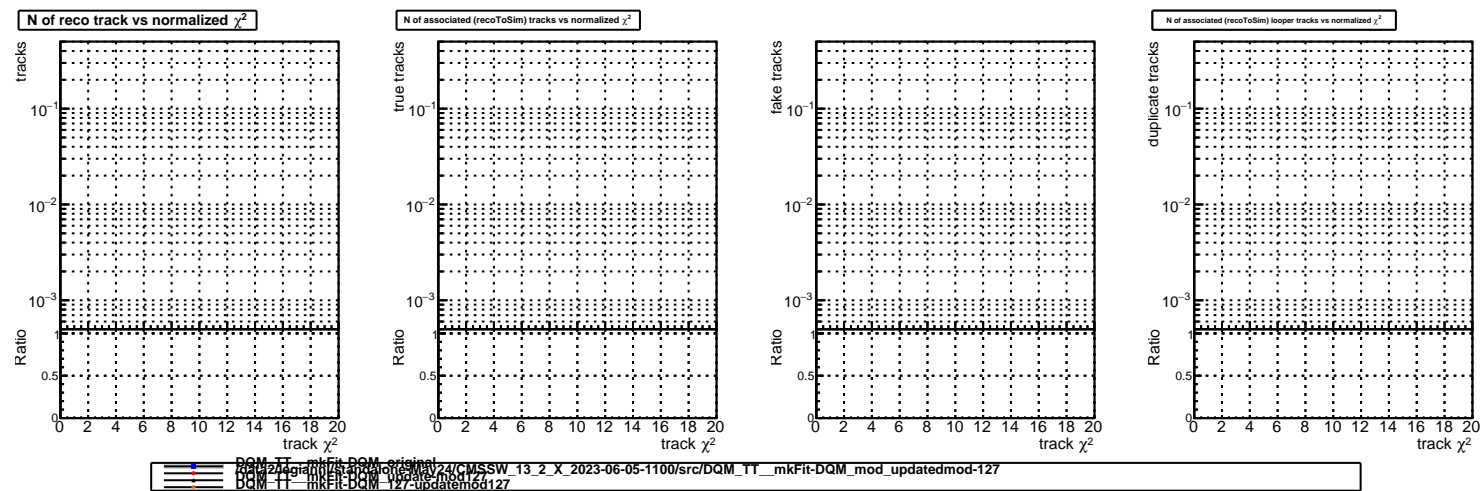 N of reco track vs normalized χ²
N of associated (recoToSim) tracks vs normalized χ²
N of associated (recoToSim) looper tracks vs normalized χ²
tracks
10⁻¹
10⁻²
10⁻³
Ratio
1
0.5
0
0 2 4 6 8 10 12 14 16 18 20
track χ²
true tracks
10⁻¹
10⁻²
10⁻³
Ratio
1
0.5
0
0 2 4 6 8 10 12 14 16 18 20
track χ²
fake tracks
10⁻¹
10⁻²
10⁻³
Ratio
1
0.5
0
0 2 4 6 8 10 12 14 16 18 20
track χ²
duplicate tracks
10⁻¹
10⁻²
10⁻³
Ratio
1
0.5
0
0 2 4 6 8 10 12 14 16 18 20
track χ²
DQM_TT__mkFit-DQM_original
/data2/legianni/standalone-May24/CMSSW_13_2_X_2023-06-05-1100/src/DQM_TT__mkFit-DQM_mod_updatedmod-127
DQM_TT__mkFit-DQM_update-mod127
DQM_TT__mkFit-DQM_127-updatemod127